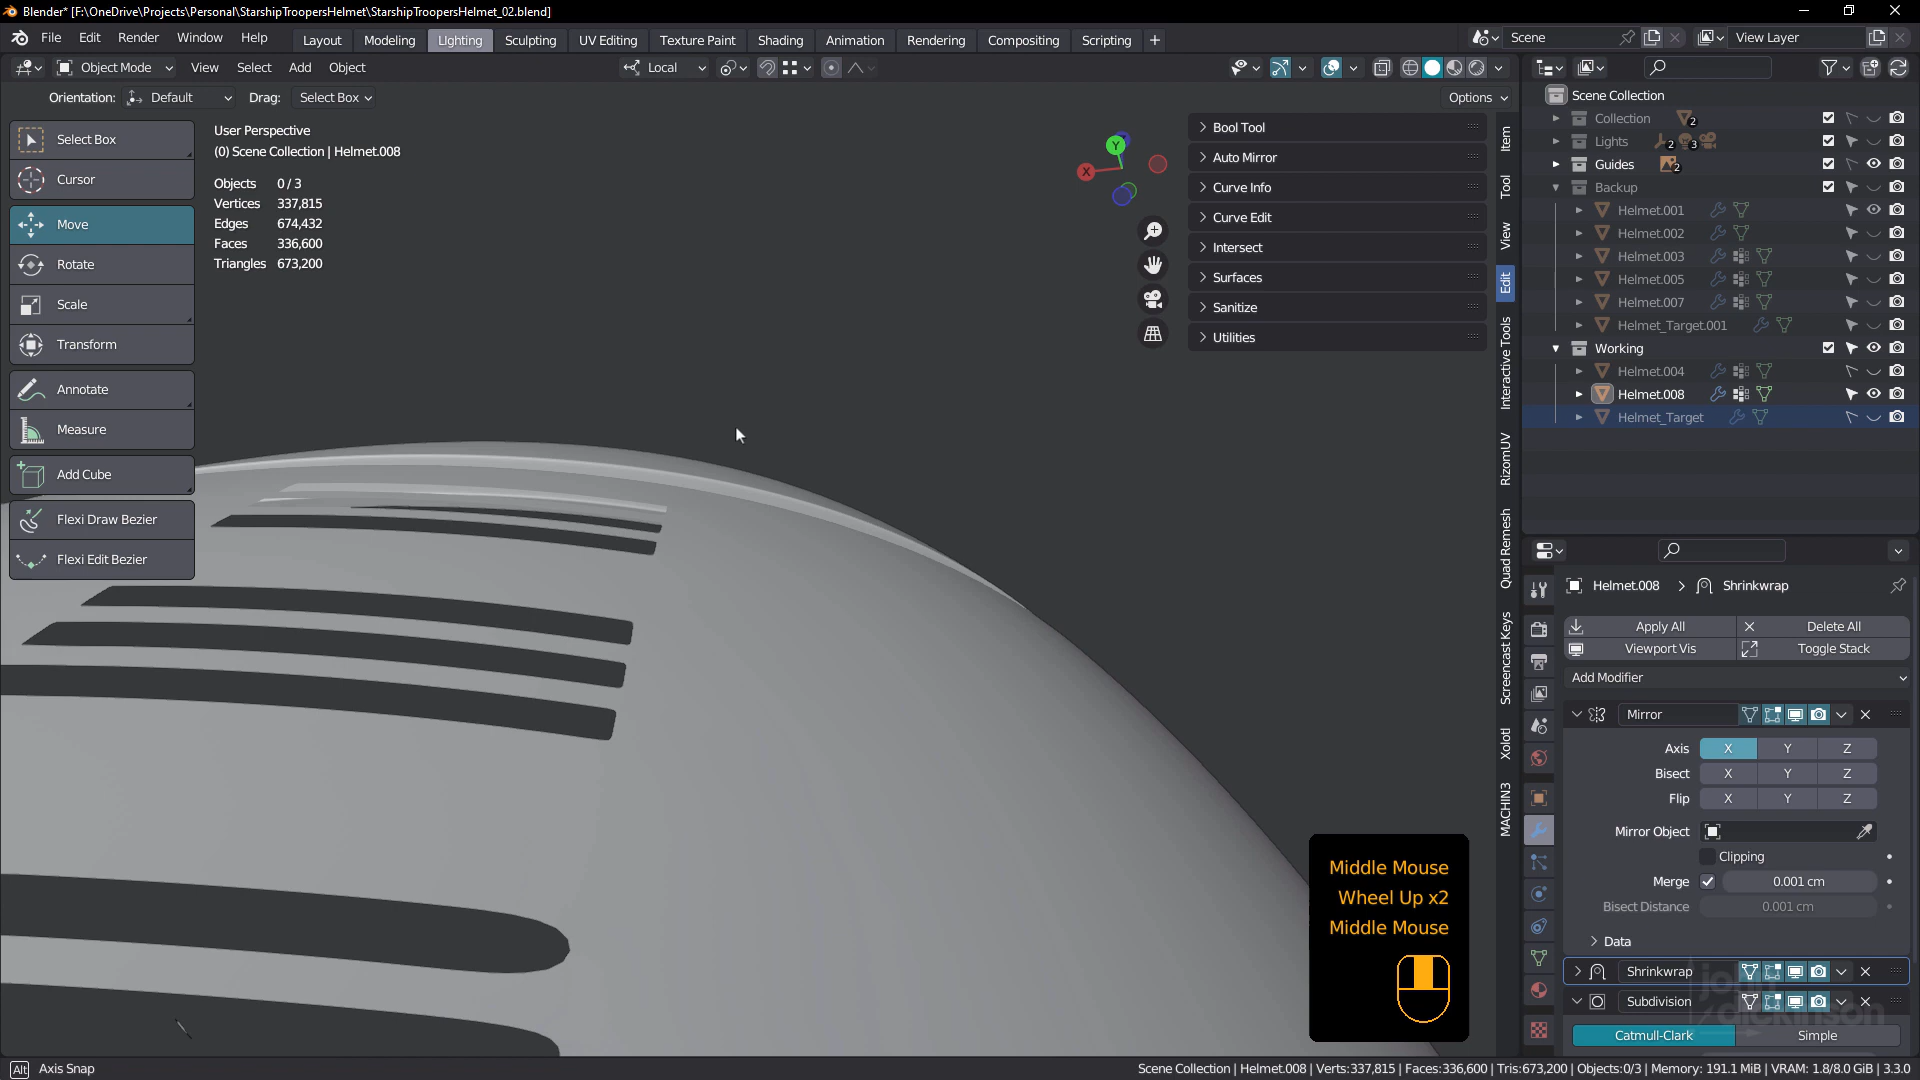 Blender* [F:\OneDrive\Projects\Personal\StarshipTroopersHelmet\StarshipTroopersHelmet_02.blend]
File Edit Render Window Help Layout Modeling Lighting Sculpting UV Editing Texture Paint Shading Animation Rendering Compositing Scripting + Scene View Layer
Object Mode View Select Add Object Local
Orientation: Default Drag: Select Box Options
Select Box
Cursor
Move
Rotate
Scale
Transform
Annotate
Measure
Add Cube
Flexi Draw Bezier
Flexi Edit Bezier
User Perspective
(0) Scene Collection | Helmet.008
Objects 0 / 3
Vertices 337,815
Edges 674,432
Faces 336,600
Triangles 673,200
Y
X
Bool Tool
Auto Mirror
Curve Info
Curve Edit
Intersect
Surfaces
Sanitize
Utilities
Item
Tool
View
Edit
Interactive Tools
RizomUV
Quad Remesh
Screencast Keys
Xolotl
MACHIN3
Scene Collection
Collection 2
Lights 2 3
Guides 2
Backup
Helmet.001
Helmet.002
Helmet.003
Helmet.005
Helmet.007
Helmet_Target.001
Working
Helmet.004
Helmet.008
Helmet_Target
Helmet.008 > Shrinkwrap
Apply All Delete All
Viewport Vis Toggle Stack
Add Modifier
Mirror
Axis X Y Z
Bisect X Y Z
Flip X Y Z
Mirror Object
Clipping
Merge 0.001 cm
Bisect Distance 0.001 cm
Data
Shrinkwrap
Subdivision
Catmull-Clark Simple
john
dickinson
Middle Mouse
Wheel Up x2
Middle Mouse
Alt Axis Snap
Scene Collection | Helmet.008 | Verts:337,815 | Faces:336,600 | Tris:673,200 | Objects:0/3 | Memory: 191.1 MiB | VRAM: 1.8/8.0 GiB | 3.3.0